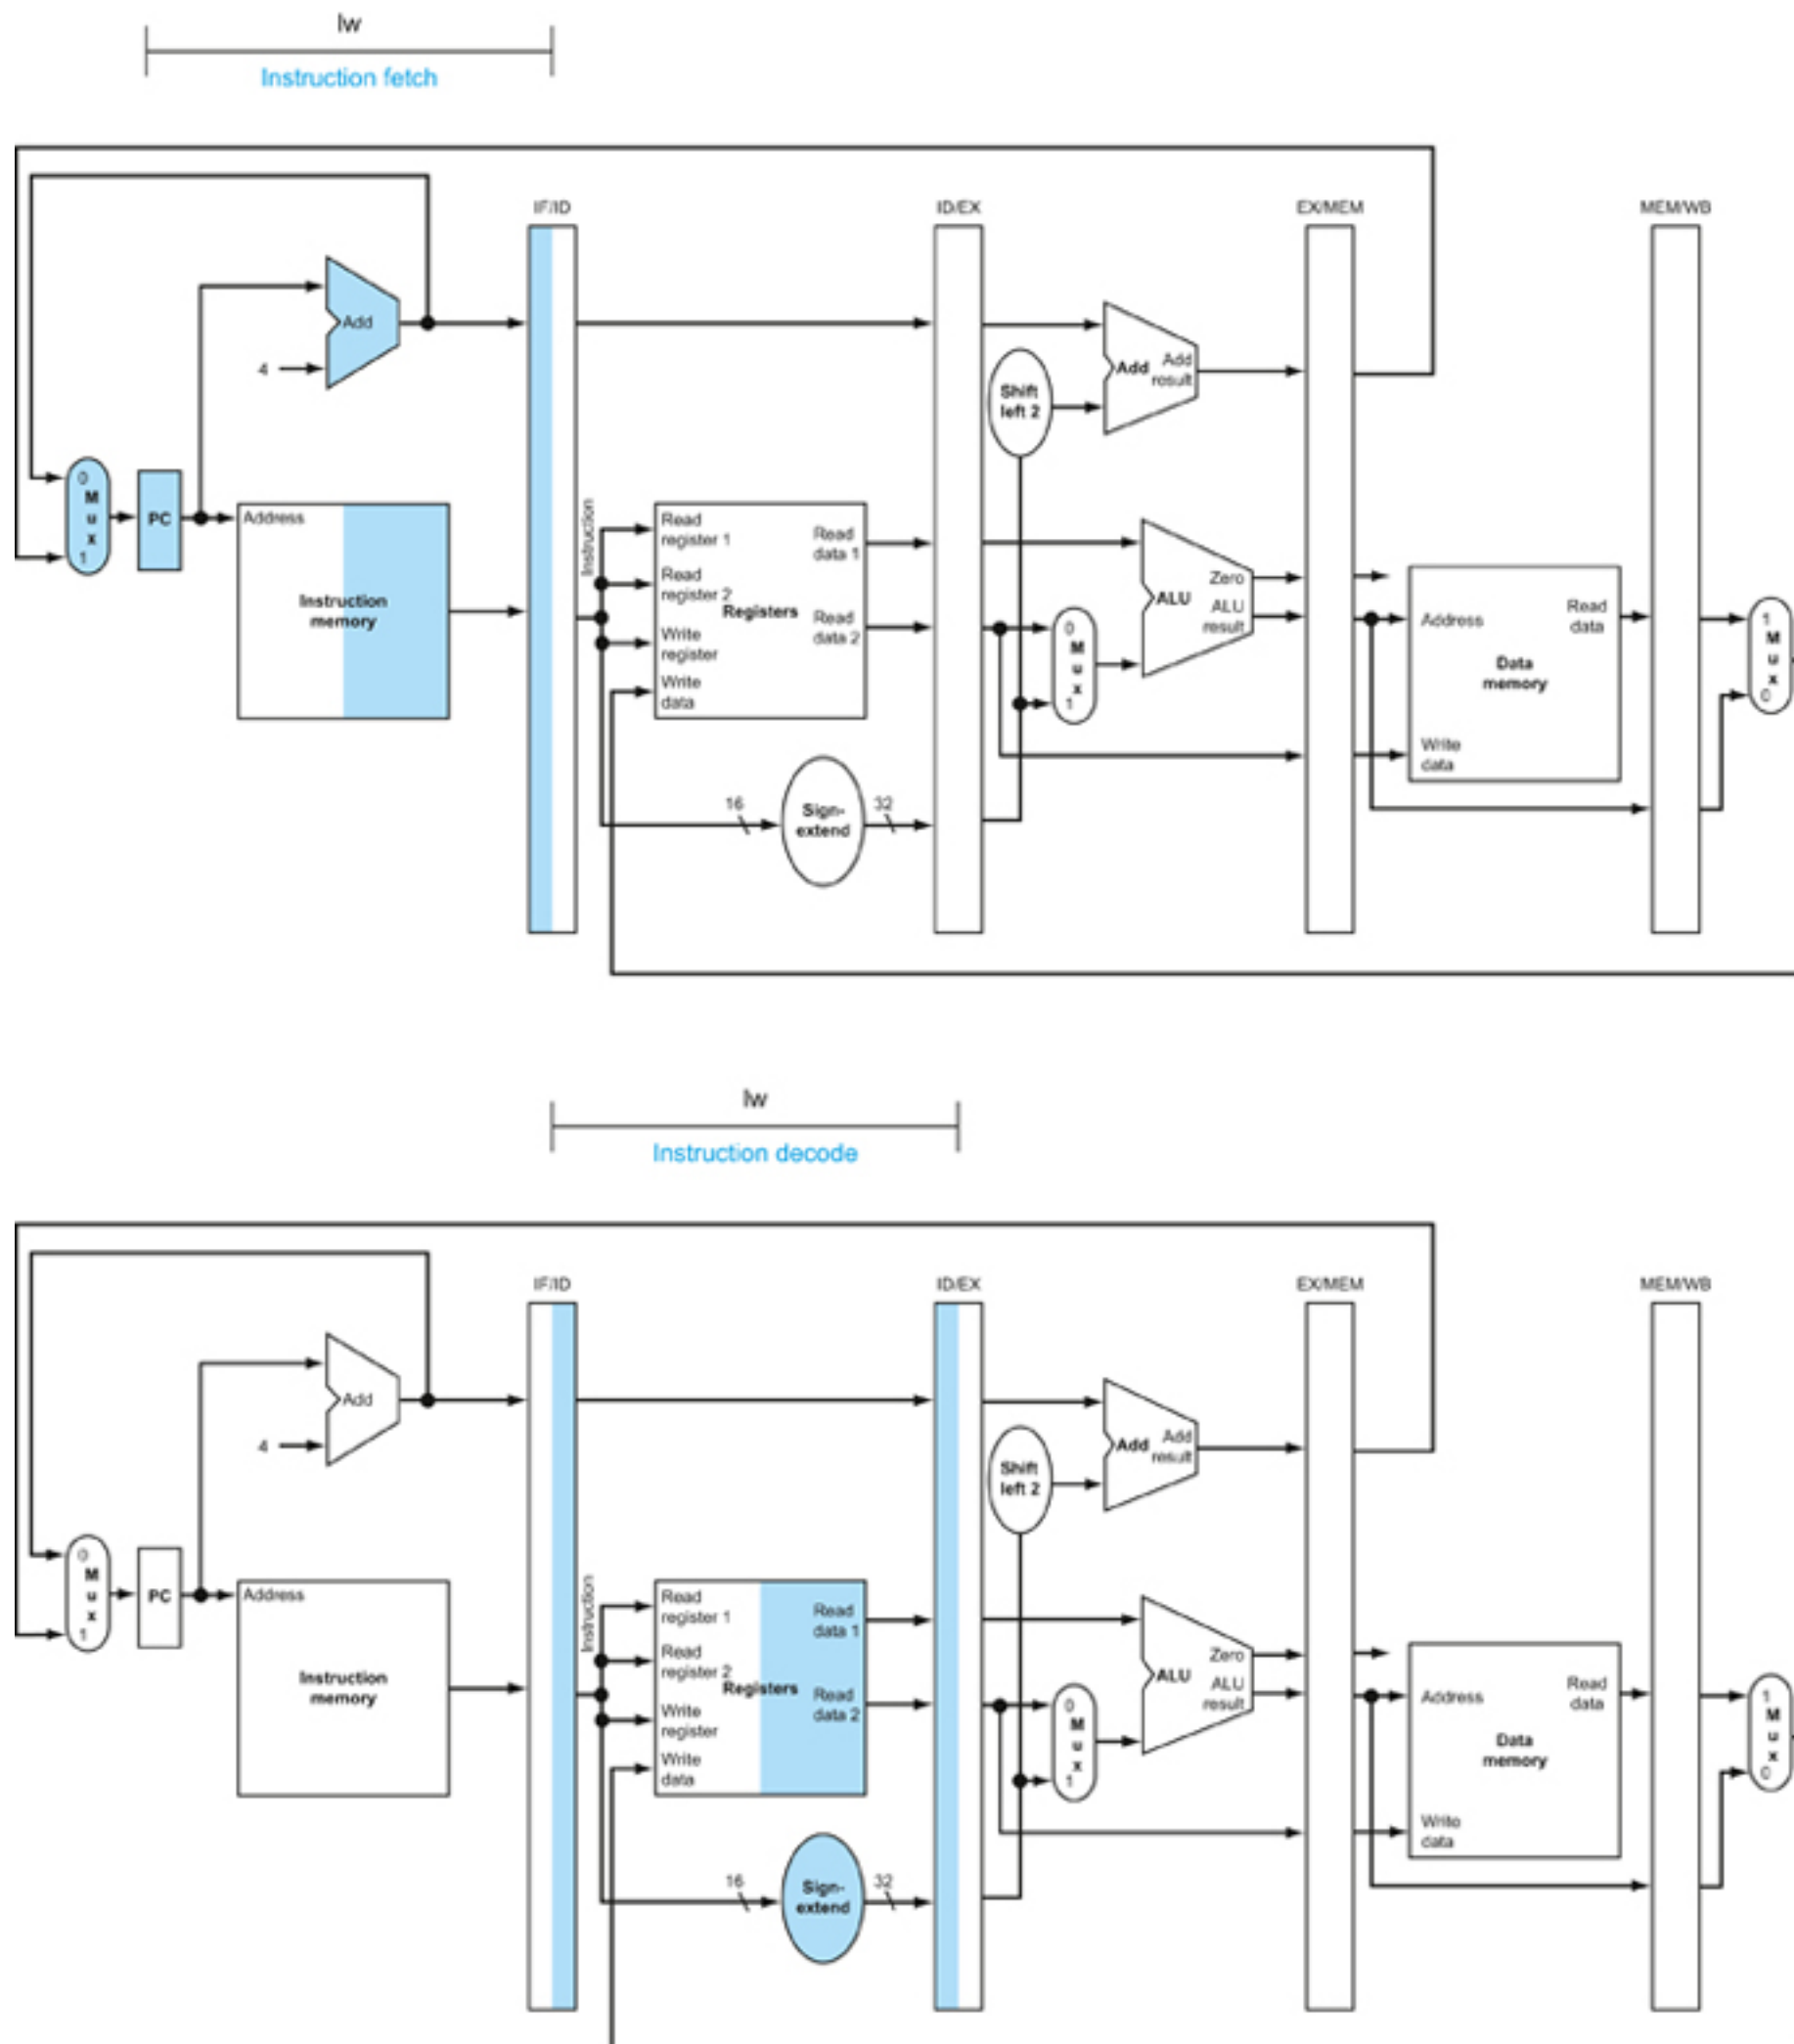 lw
Instruction fetch
IF/ID
ID/EX
EX/MEM
MEM/WB
Add
4
Add
Add
result
Shift
left 2
0
M
u
x
1
PC
Address
Instruction
memory
Instruction
Read
register 1
Read
register 2
Write
register
Write
data
Registers
Read
data 1
Read
data 2
0
M
u
x
1
Zero
ALU
ALU
result
Address
Read
data
Data
memory
Write
data
1
M
u
x
0
16
Sign-
extend
32
lw
Instruction decode
IF/ID
ID/EX
EX/MEM
MEM/WB
Add
4
Add
Add
result
Shift
left 2
0
M
u
x
1
PC
Address
Instruction
memory
Instruction
Read
register 1
Read
register 2
Write
register
Write
data
Registers
Read
data 1
Read
data 2
0
M
u
x
1
Zero
ALU
ALU
result
Address
Read
data
Data
memory
Write
data
1
M
u
x
0
16
Sign-
extend
32